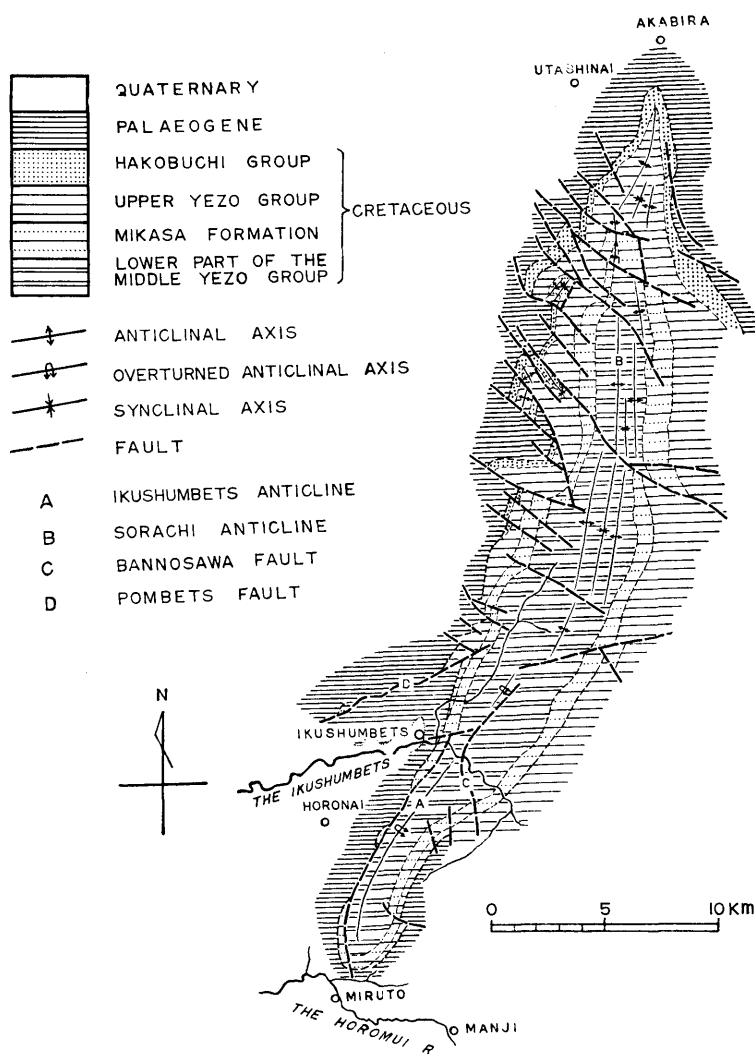 AKABIRA
UTASHINAI
QUATERNARY
PALAEOGENE
HAKOBUCHI GROUP
UPPER YEZO GROUP
MIKASA FORMATION
LOWER PART OF THE
MIDDLE YEZO GROUP
CRETACEOUS
ANTICLINAL AXIS
OVERTURNED ANTICLINAL AXIS
SYNCLINAL AXIS
FAULT
A IKUSHUMBETS ANTICLINE
B SORACHI ANTICLINE
C BANNOSAWA FAULT
D POMBETS FAULT
B
D
N
IKUSHUMBETS
THE IKUSHUMBETS
HORONAI
A
C
0 5 10 Km
MIRUTO
THE HOROMUI R
MANJI